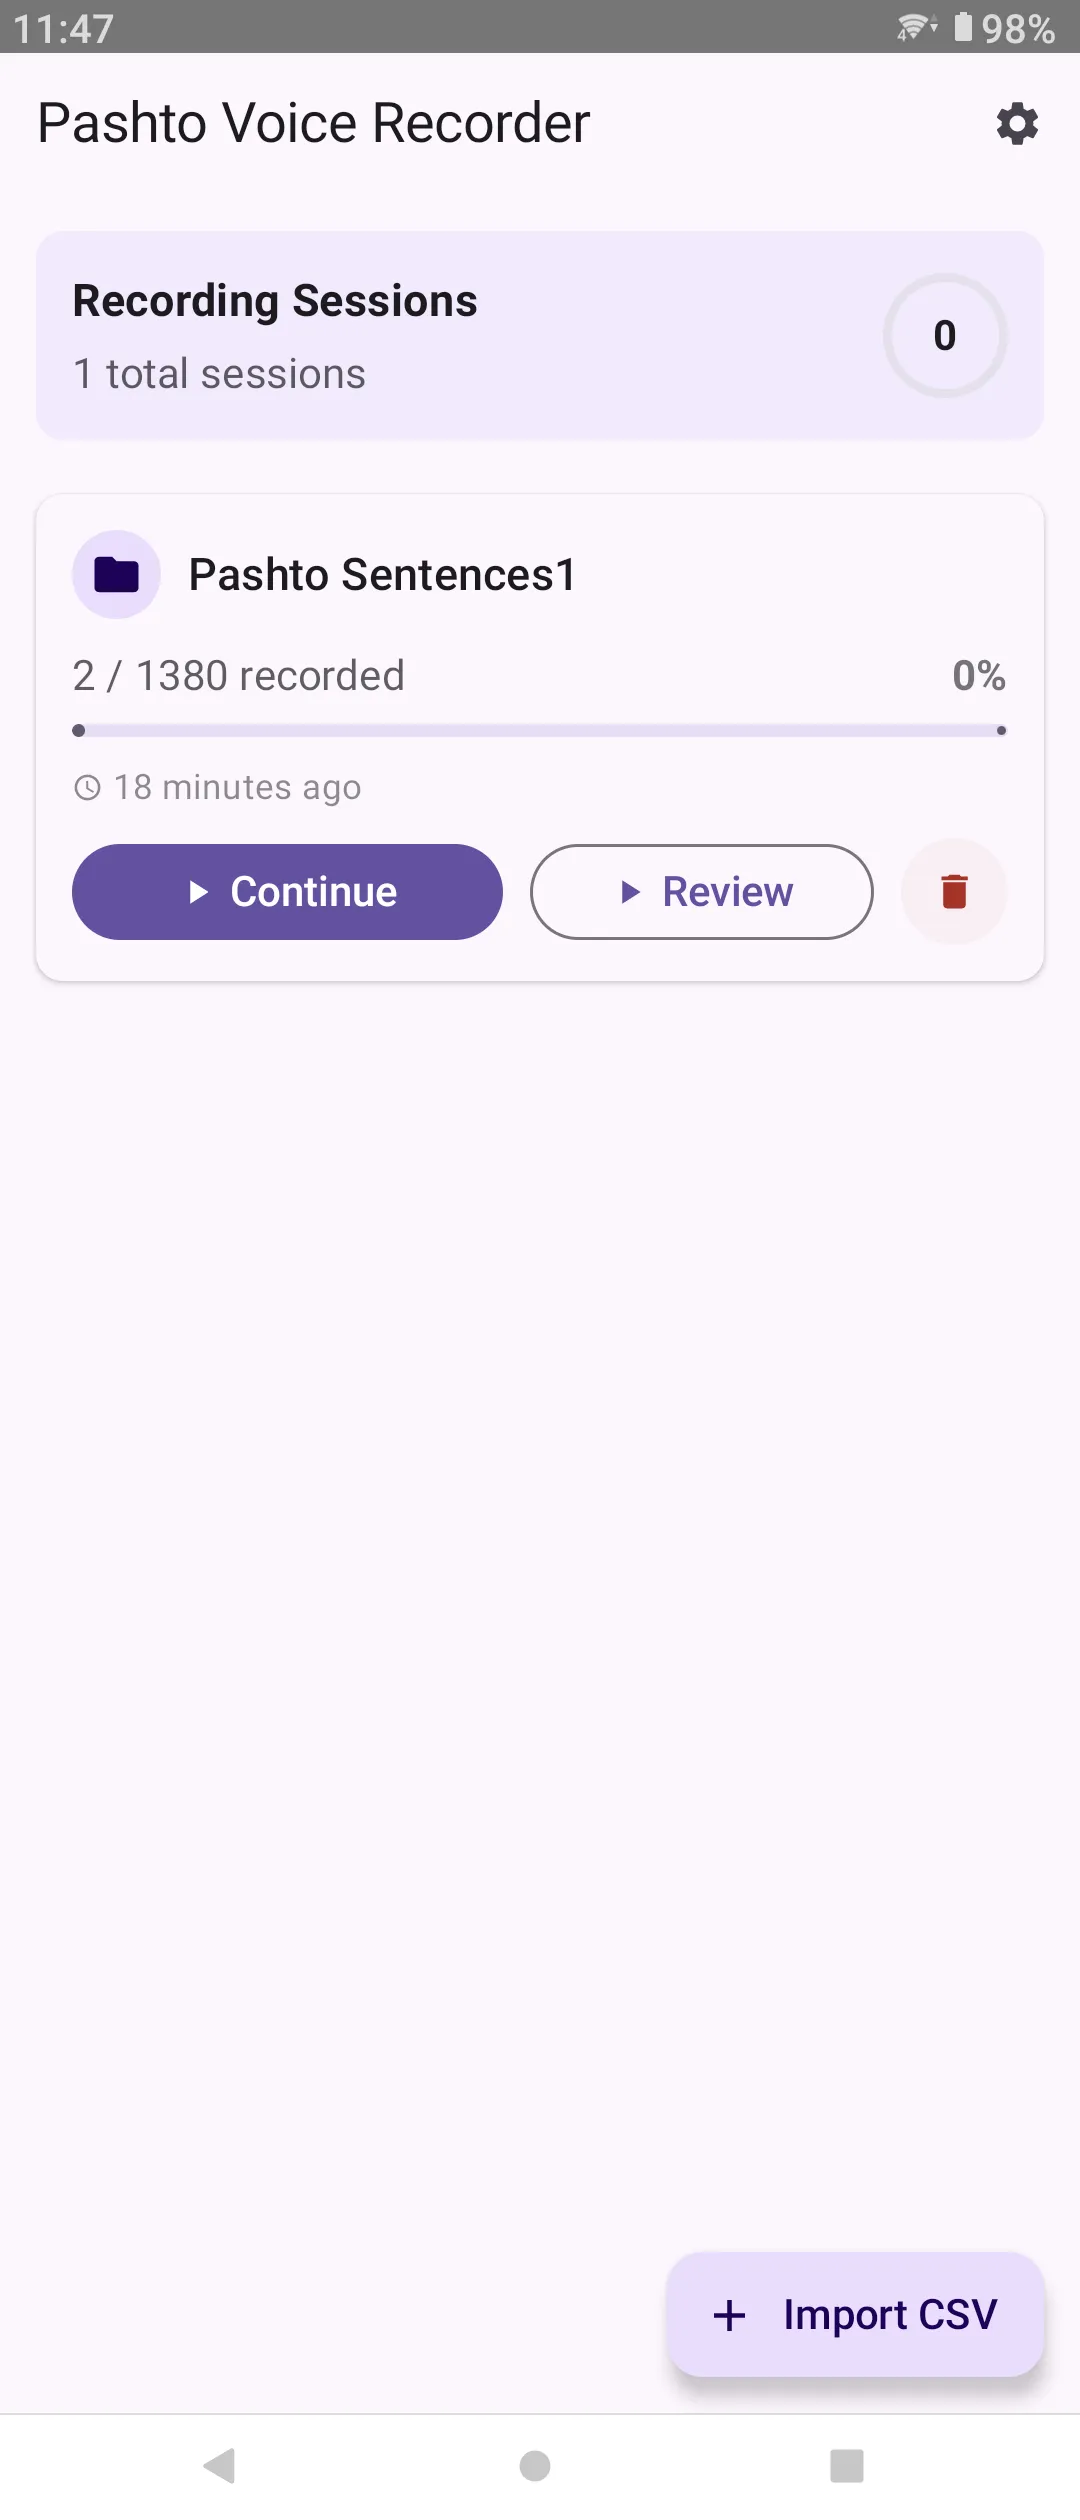 11:47
98%
Pashto Voice Recorder
Recording Sessions
1 total sessions
0
Pashto Sentences1
2 / 1380 recorded
0%
18 minutes ago
Continue
Review
+ Import CSV